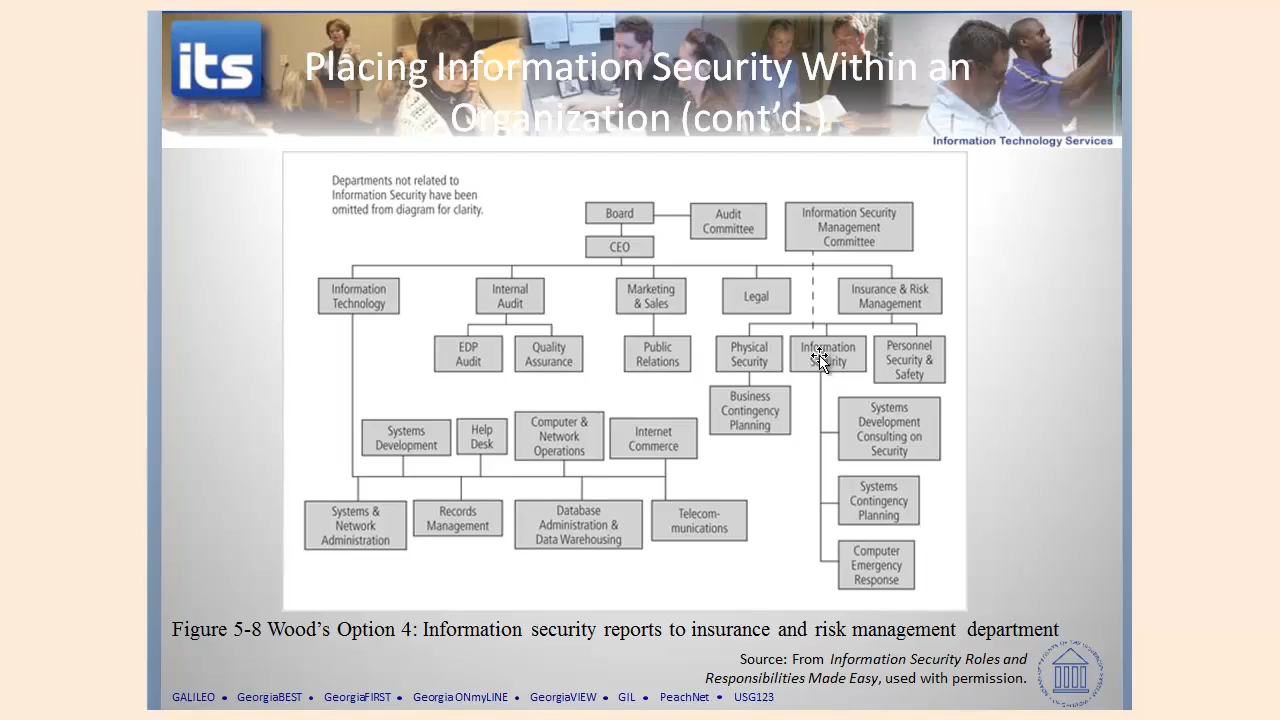 its
Placing Information Security Within an
Organization (cont'd.)
Information Technology Services
Departments not related to
Information Security have been
omitted from diagram for clarity.
Board
Audit
Committee
Information Security
Management
Committee
CEO
Information
Technology
Internal
Audit
Marketing
& Sales
Legal
Insurance & Risk
Management
EDP
Audit
Quality
Assurance
Public
Relations
Physical
Security
Information
Security
Personnel
Security &
Safety
Business
Contingency
Planning
Systems
Development
Help
Desk
Computer &
Network
Operations
Internet
Commerce
Systems
Development
Consulting on
Security
Systems &
Network
Administration
Records
Management
Database
Administration &
Data Warehousing
Telecom-
munications
Systems
Contingency
Planning
Computer
Emergency
Response
Figure 5-8 Wood's Option 4: Information security reports to insurance and risk management department
Source: From Information Security Roles and
Responsibilities Made Easy, used with permission.
GALILEO • GeorgiaBEST • GeorgiaFIRST • GeorgiaONmyLINE • GeorgiaVIEW • GIL • PeachNet • USG123